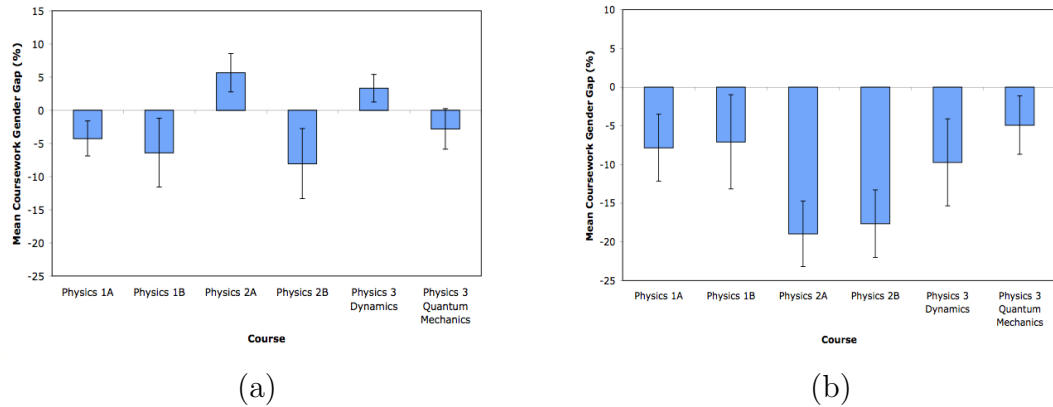 Mean Coursework Gender Gap (%)
15
10
5
0
-5
-10
-15
-20
-25
Physics 1A Physics 1B Physics 2A Physics 2B Physics 3 Physics 3
Dynamics Quantum
Mechanics
Course
(a)
Mean Coursework Gender Gap (%)
10
5
0
-5
-10
-15
-20
-25
Physics 1A Physics 1B Physics 2A Physics 2B Physics 3 Physics 3
Dynamics Quantum
Mechanics
Course
(b)